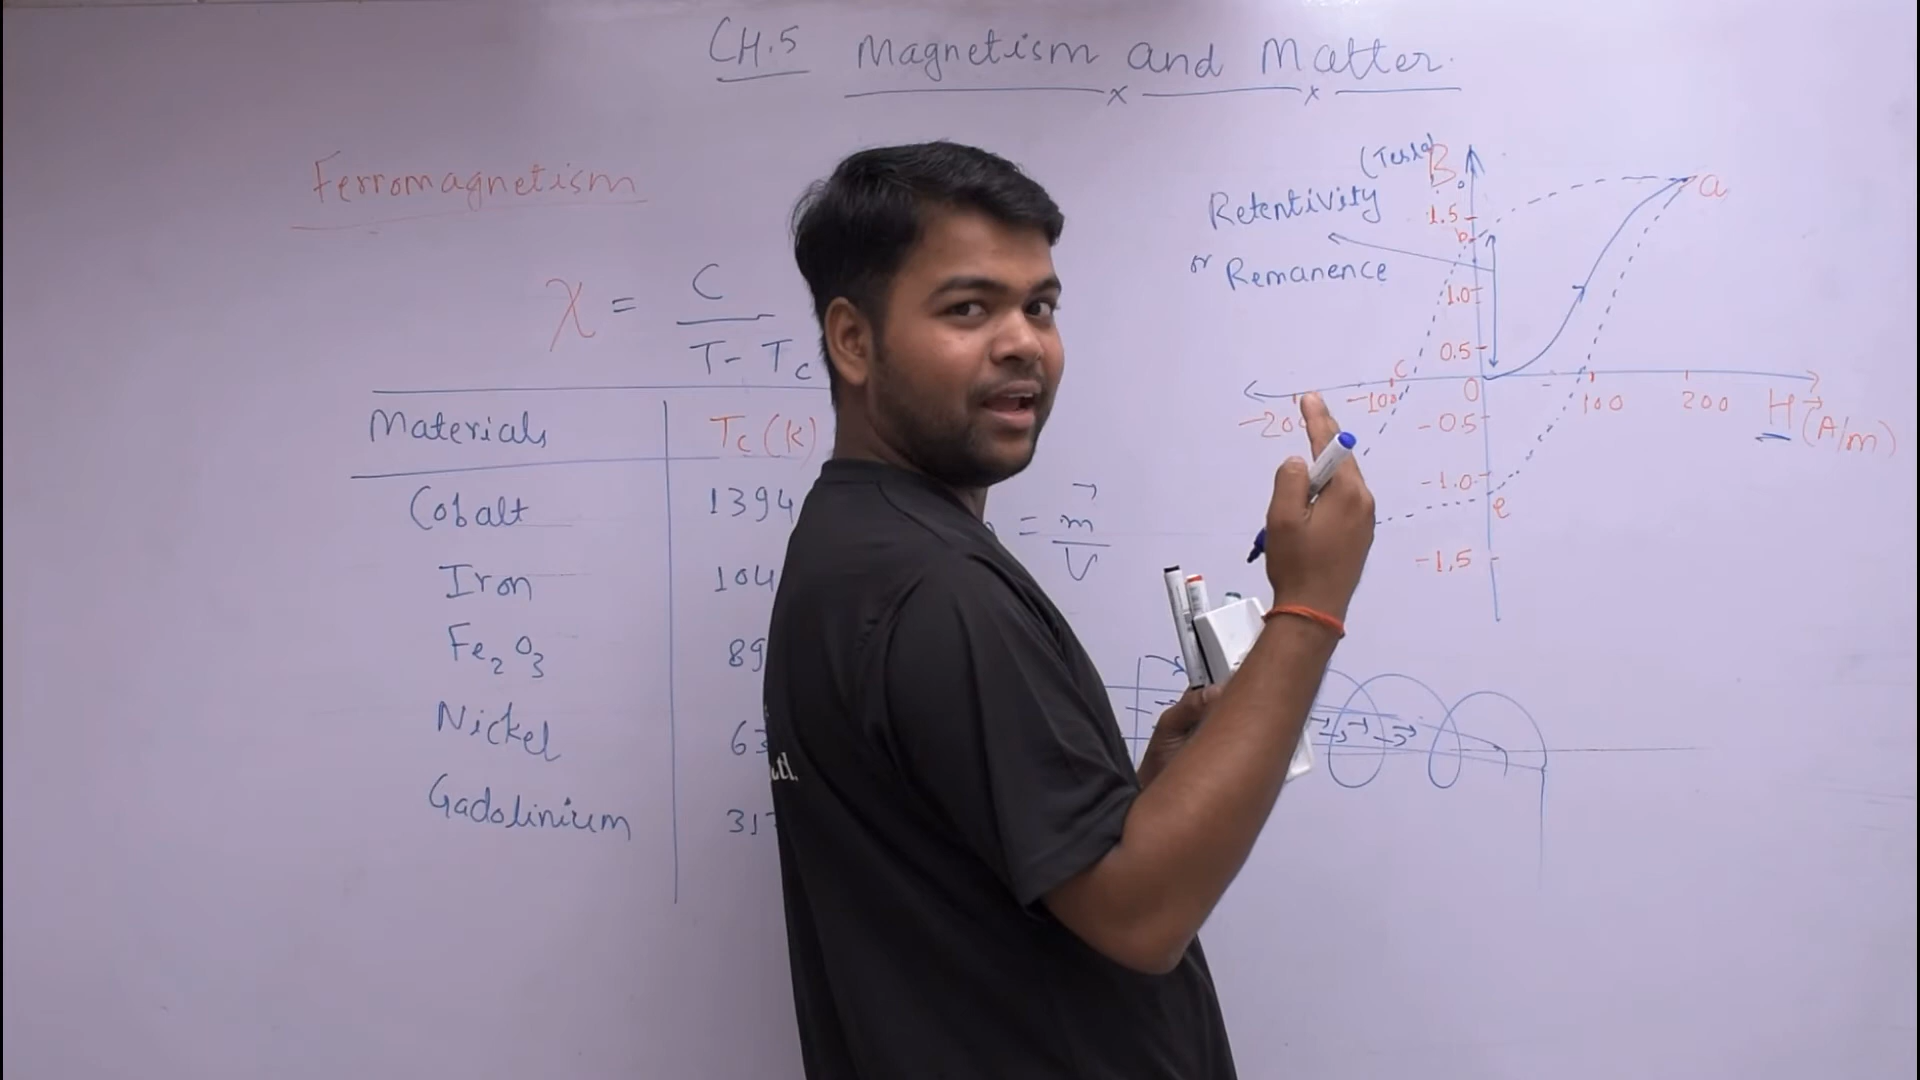 CH.5 Magnetism and Matter.
Ferromagnetism
χ = C / T - Tc
Materials Tc (K)
Cobalt 1394
Iron 104
Fe2O3 89
Nickel 63
Gadolinium 317
= m / V
(Tesla) B
Retentivity
or Remanence
a
1.5
b
1.0
0.5
c
-200 -100 0 100 200 H (A/m)
-0.5
-1.0
e
-1.5